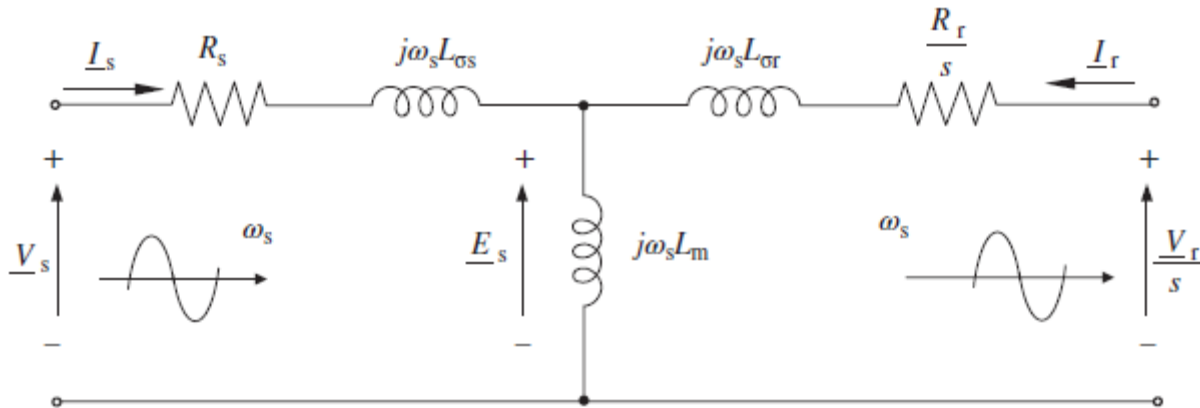 I_s
R_s
jω_sL_σs
jω_sL_σr
R_r
s
I_r
+
+
+
V_s
ω_s
E_s
jω_sL_m
ω_s
V_r
s
−
−
−